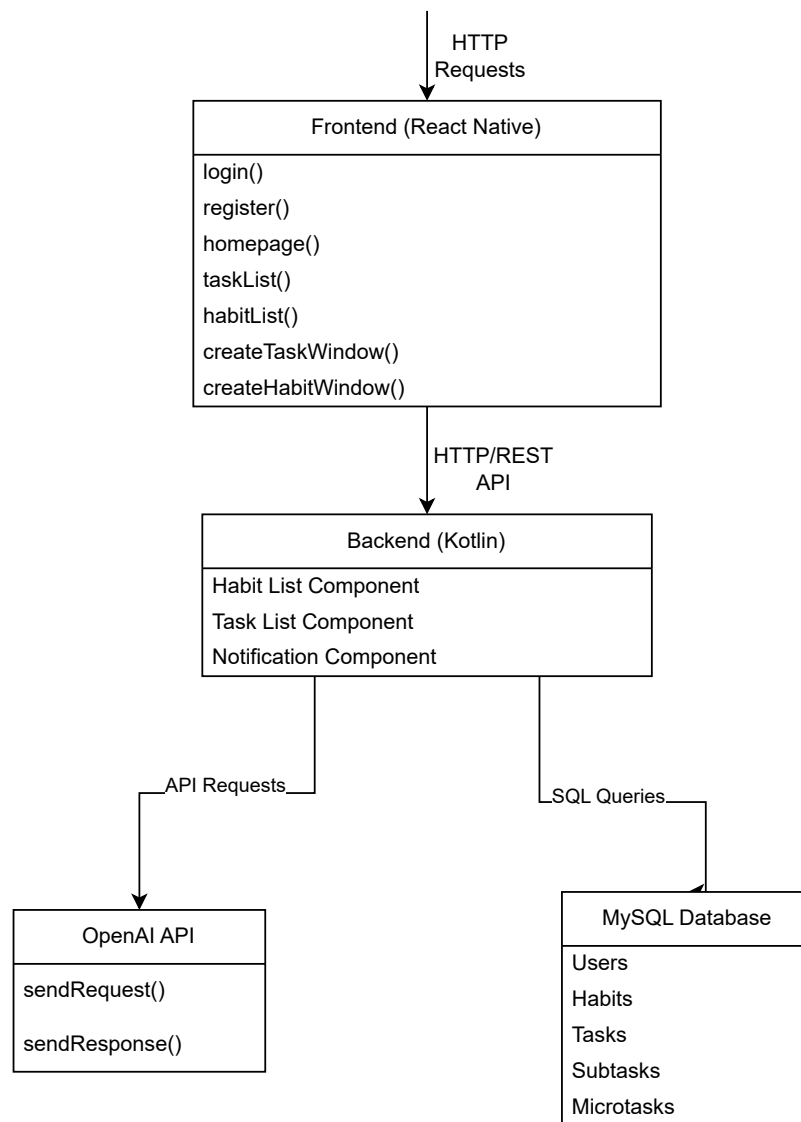 HTTP
Requests
Frontend (React Native)
login()
register()
homepage()
taskList()
habitList()
createTaskWindow()
createHabitWindow()
HTTP/REST
API
Backend (Kotlin)
Habit List Component
Task List Component
Notification Component
API Requests
SQL Queries
OpenAI API
sendRequest()
sendResponse()
MySQL Database
Users
Habits
Tasks
Subtasks
Microtasks